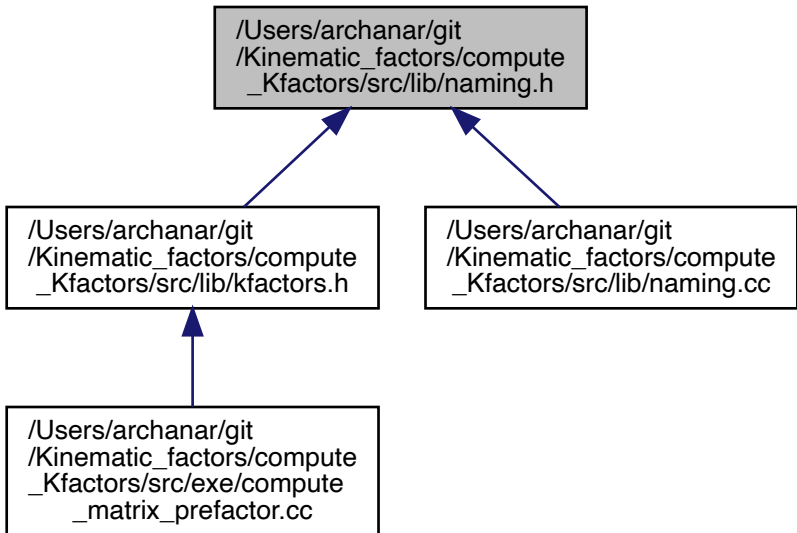 /Users/archanar/git
/Kinematic_factors/compute
_Kfactors/src/lib/naming.h
/Users/archanar/git
/Kinematic_factors/compute
_Kfactors/src/lib/kfactors.h
/Users/archanar/git
/Kinematic_factors/compute
_Kfactors/src/lib/naming.cc
/Users/archanar/git
/Kinematic_factors/compute
_Kfactors/src/exe/compute
_matrix_prefactor.cc